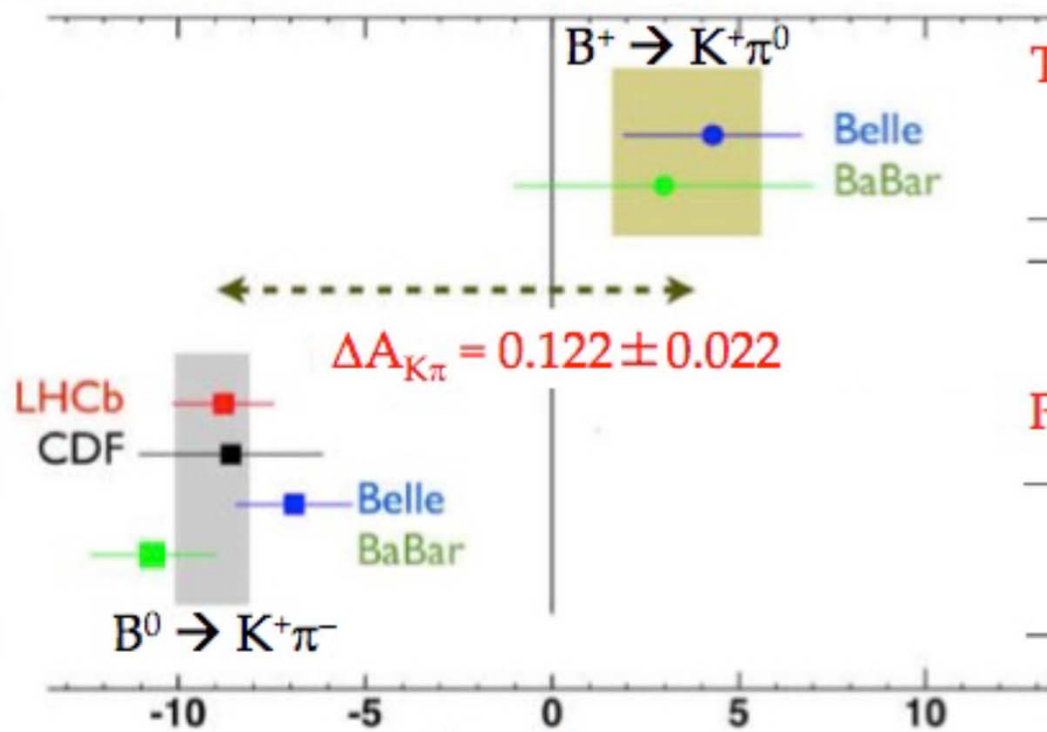 B⁺ → K⁺π⁰
Belle
BaBar
ΔA_Kπ = 0.122 ± 0.022
LHCb
CDF
Belle
BaBar
B⁰ → K⁺π⁻
-10 -5 0 5 10